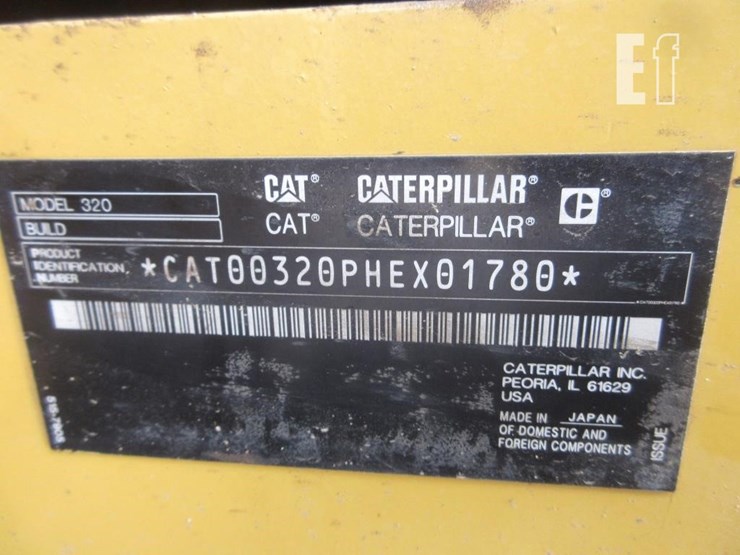 Ef
CAT® CATERPILLAR® C
MODEL 320
CAT® CATERPILLAR®
BUILD
PRODUCT IDENTIFICATION NUMBER
*CAT00320PHEX01780*
CATERPILLAR INC.
PEORIA, IL 61629
USA
MADE IN JAPAN
OF DOMESTIC AND
FOREIGN COMPONENTS
ISSUE